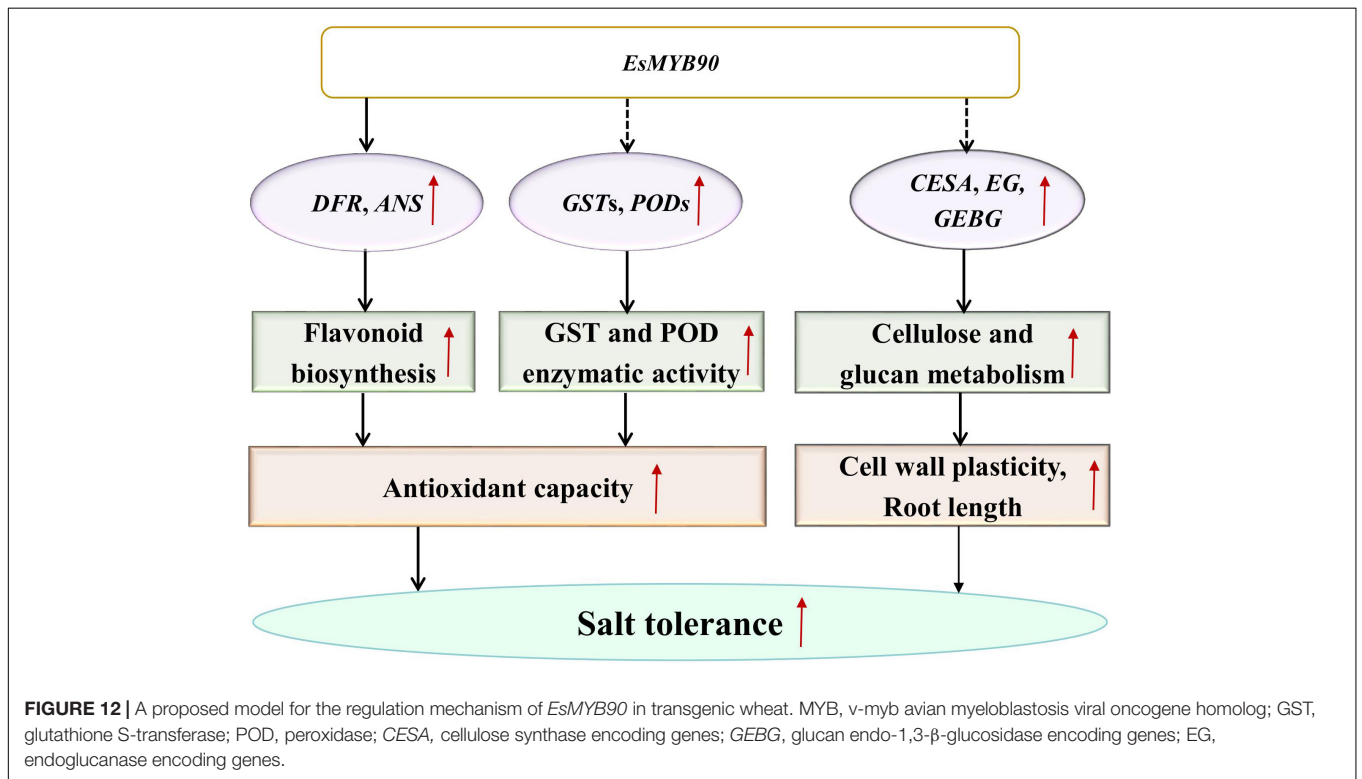 EsMYB90
DFR, ANS
GSTs, PODs
CESA, EG,
GEBG
Flavonoid
biosynthesis
GST and POD
enzymatic activity
Cellulose and
glucan metabolism
Antioxidant capacity
Cell wall plasticity,
Root length
Salt tolerance
FIGURE 12 | A proposed model for the regulation mechanism of EsMYB90 in transgenic wheat. MYB, v-myb avian myeloblastosis viral oncogene homolog; GST,
glutathione S-transferase; POD, peroxidase; CESA, cellulose synthase encoding genes; GEBG, glucan endo-1,3-β-glucosidase encoding genes; EG,
endoglucanase encoding genes.